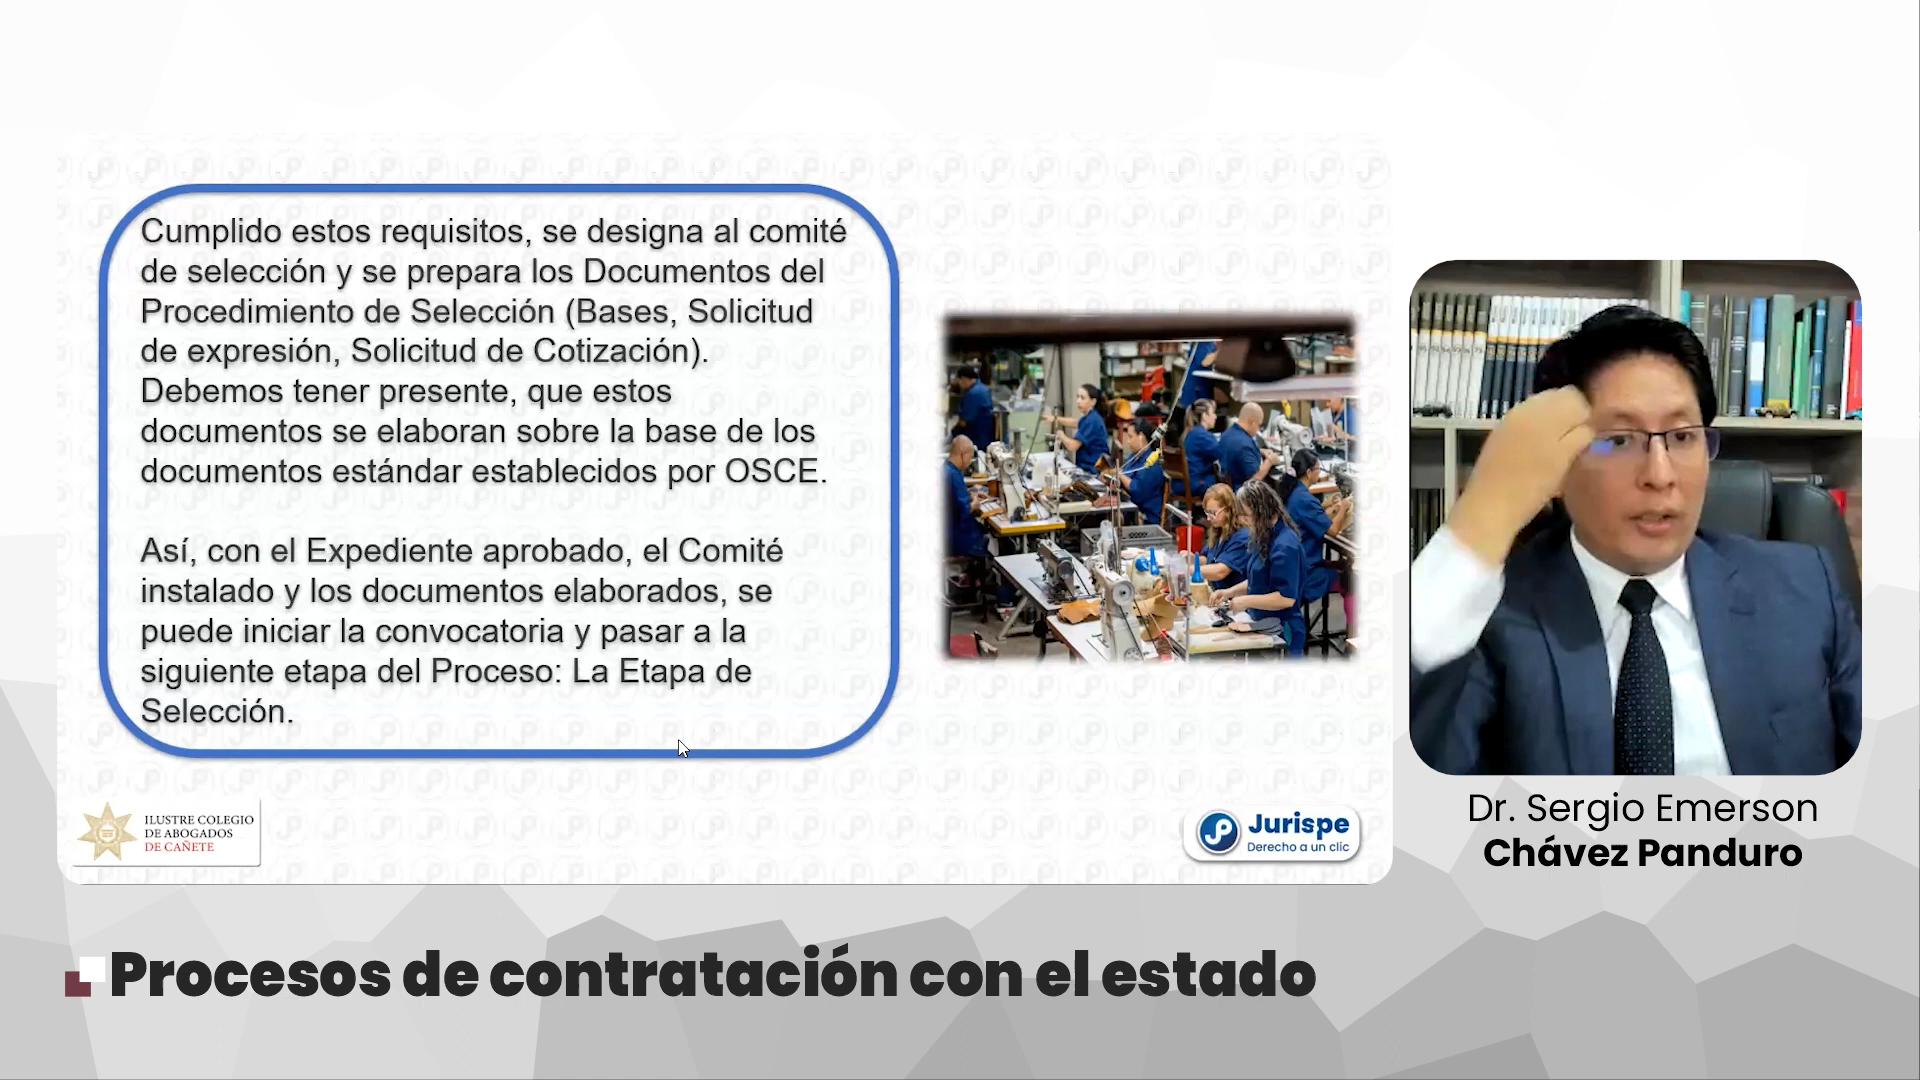 Cumplido estos requisitos, se designa al comité
de selección y se prepara los Documentos del
Procedimiento de Selección (Bases, Solicitud
de expresión, Solicitud de Cotización).
Debemos tener presente, que estos
documentos se elaboran sobre la base de los
documentos estándar establecidos por OSCE.
Así, con el Expediente aprobado, el Comité
instalado y los documentos elaborados, se
puede iniciar la convocatoria y pasar a la
siguiente etapa del Proceso: La Etapa de
Selección.
ILUSTRE COLEGIO
DE ABOGADOS
DE CAÑETE
Jurispe
Derecho a un clic
Dr. Sergio Emerson
Chávez Panduro
Procesos de contratación con el estado